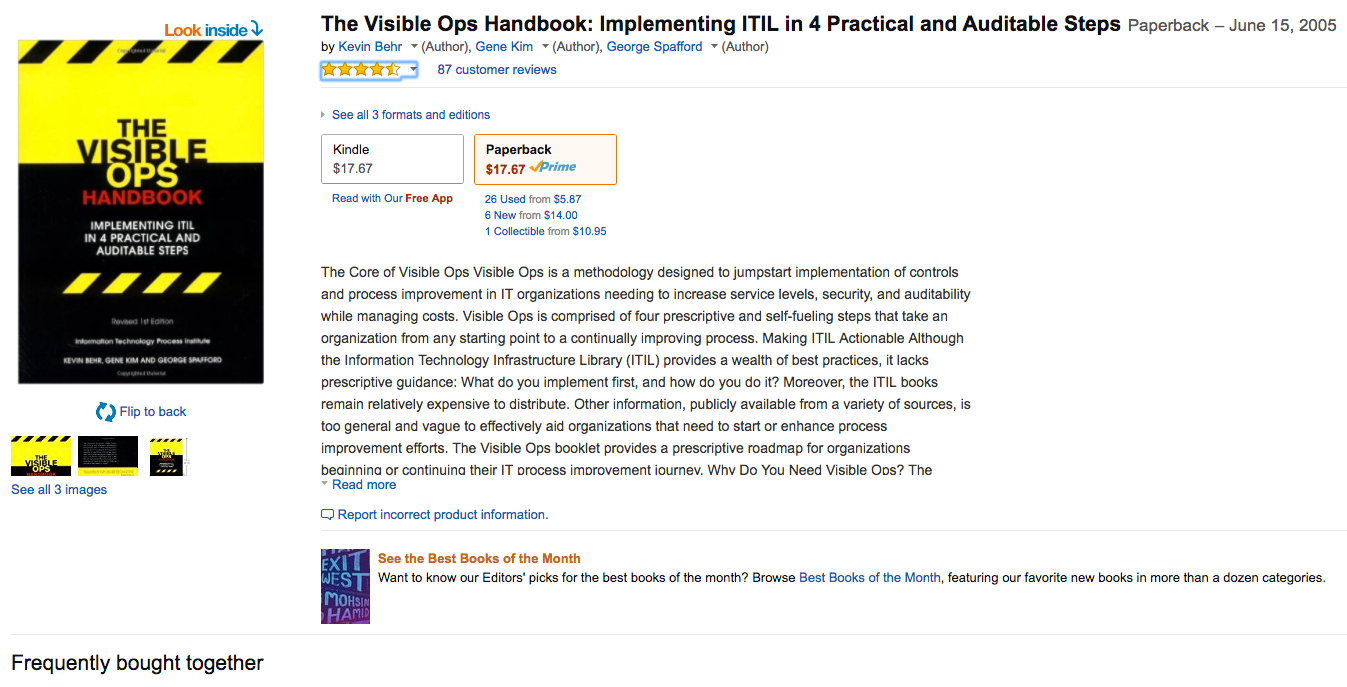 Look inside
The Visible Ops Handbook: Implementing ITIL in 4 Practical and Auditable Steps Paperback – June 15, 2005
by Kevin Behr (Author), Gene Kim (Author), George Spafford (Author)
87 customer reviews
Copyrighted Material
THE
VISIBLE
OPS
HANDBOOK
IMPLEMENTING ITIL
IN 4 PRACTICAL AND
AUDITABLE STEPS
Revised 1st Edition
Information Technology Process Institute
KEVIN BEHR, GENE KIM AND GEORGE SPAFFORD
Copyrighted Material
Flip to back
THE
VISIBLE
OPS
HANDBOOK
See all 3 images
See all 3 formats and editions
Kindle
$17.67
Paperback
$17.67 Prime
Read with Our Free App
26 Used from $5.87
6 New from $14.00
1 Collectible from $10.95
The Core of Visible Ops Visible Ops is a methodology designed to jumpstart implementation of controls
and process improvement in IT organizations needing to increase service levels, security, and auditability
while managing costs. Visible Ops is comprised of four prescriptive and self-fueling steps that take an
organization from any starting point to a continually improving process. Making ITIL Actionable Although
the Information Technology Infrastructure Library (ITIL) provides a wealth of best practices, it lacks
prescriptive guidance: What do you implement first, and how do you do it? Moreover, the ITIL books
remain relatively expensive to distribute. Other information, publicly available from a variety of sources, is
too general and vague to effectively aid organizations that need to start or enhance process
improvement efforts. The Visible Ops booklet provides a prescriptive roadmap for organizations
beginning or continuing their IT process improvement journey. Why Do You Need Visible Ops? The
Read more
Report incorrect product information.
EXIT
WEST
MOHSIN
HAMID
See the Best Books of the Month
Want to know our Editors' picks for the best books of the month? Browse Best Books of the Month, featuring our favorite new books in more than a dozen categories.
Frequently bought together